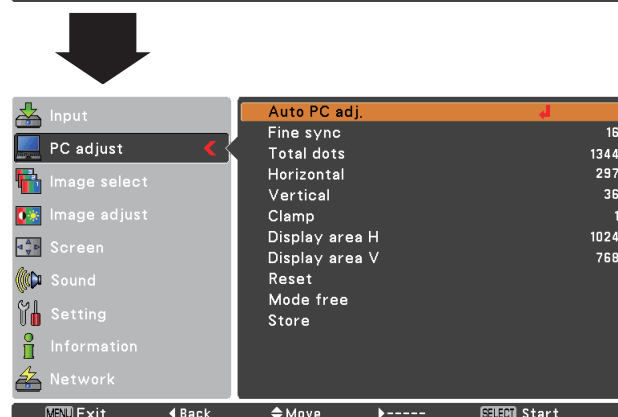 Input
PC adjust
Image select
Image adjust
Screen
Sound
Setting
Information
Network
Auto PC adj.
Fine sync 16
Total dots 1344
Horizontal 297
Vertical 36
Clamp 1
Display area H 1024
Display area V 768
Reset
Mode free
Store
MENU Exit Back Move ----- SELECT Start